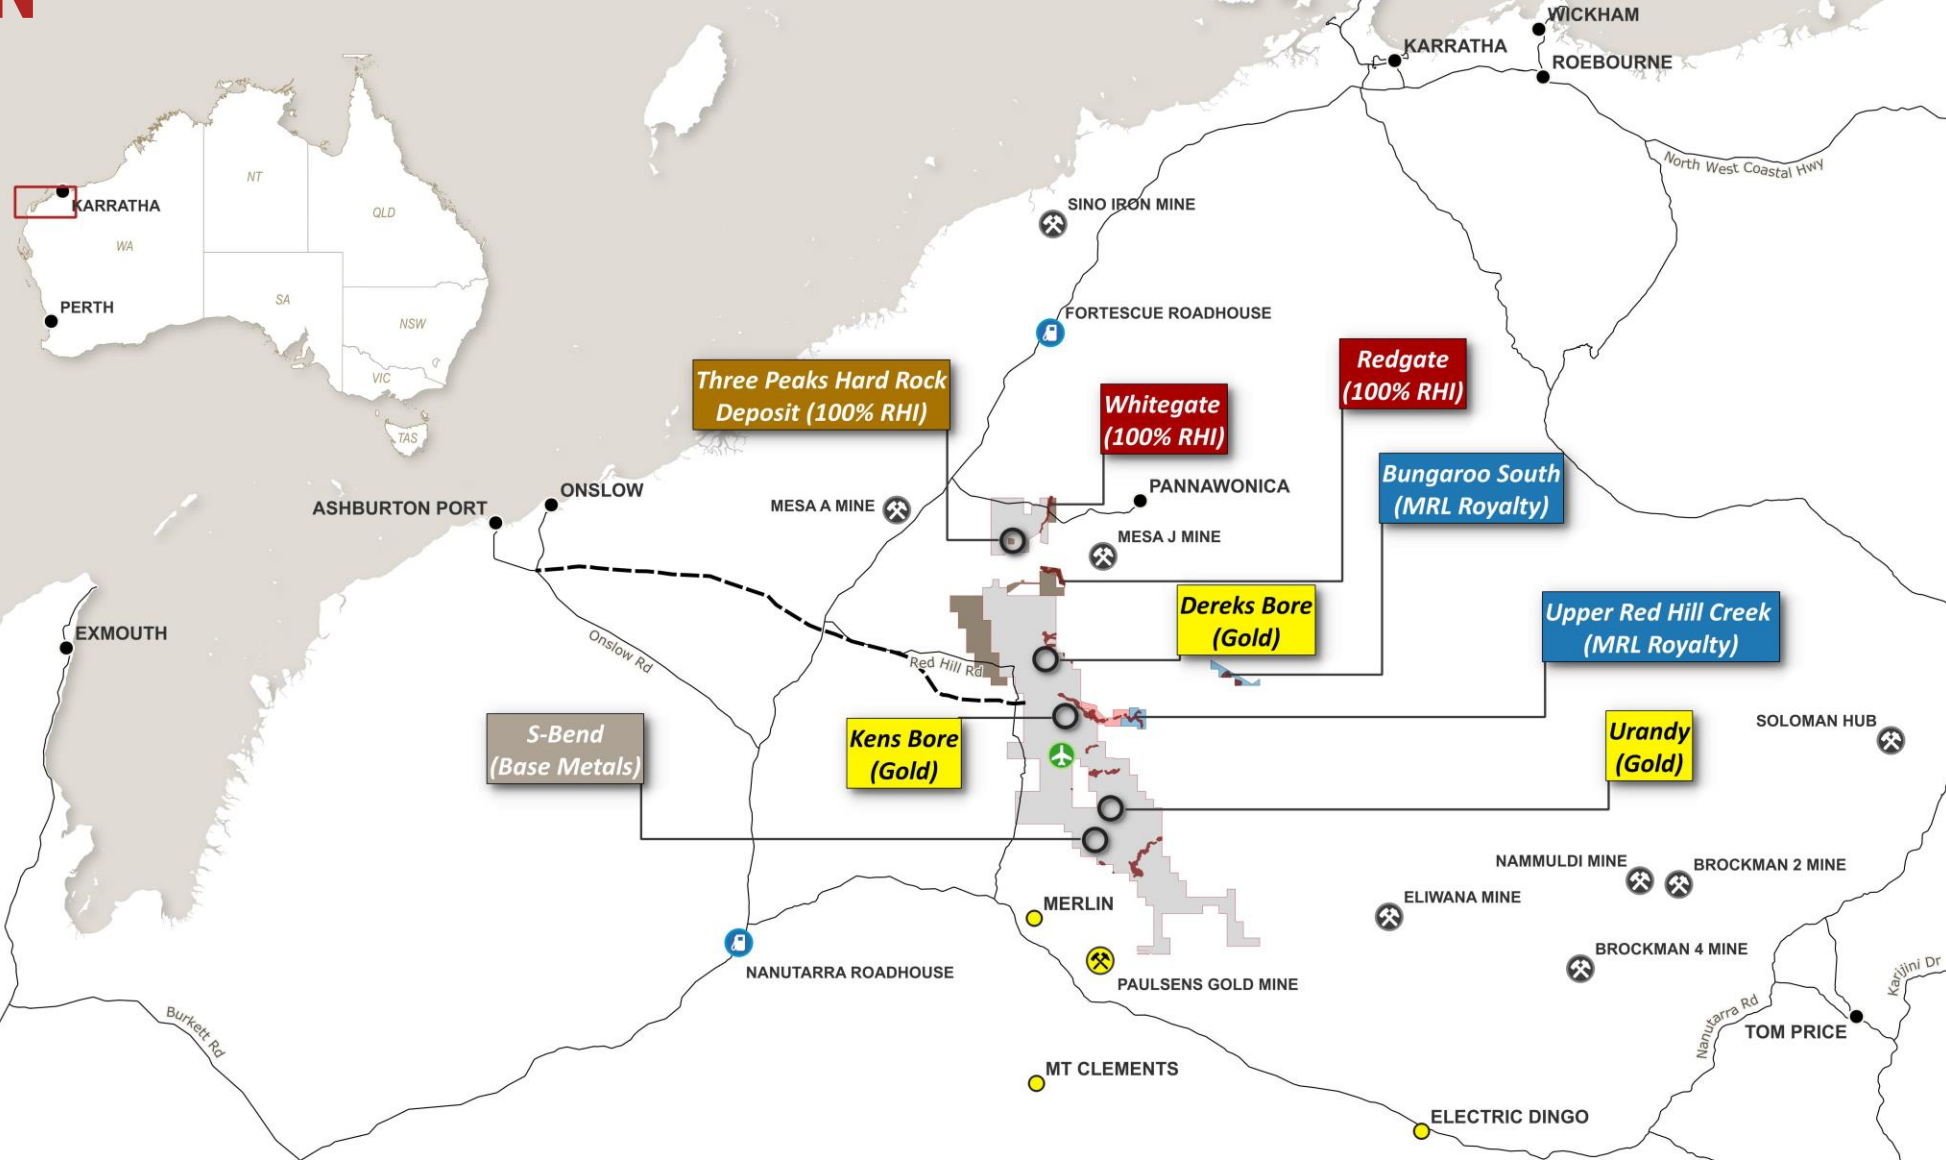 N
WICKHAM
KARRATHA
ROEBOURNE
North West Coastal Hwy
NT
QLD
KARRATHA
WA
SA
NSW
PERTH
VIC
TAS
SINO IRON MINE
FORTESCUE ROADHOUSE
Three Peaks Hard Rock
Deposit (100% RHI)
Whitegate
(100% RHI)
Redgate
(100% RHI)
Bungaroo South
(MRL Royalty)
ONSLOW
ASHBURTON PORT
MESA A MINE
PANNAWONICA
MESA J MINE
Dereks Bore
(Gold)
Upper Red Hill Creek
(MRL Royalty)
EXMOUTH
Onslow Rd
Red Hill Rd
S-Bend
(Base Metals)
Kens Bore
(Gold)
Urandy
(Gold)
SOLOMAN HUB
NAMMULDI MINE
BROCKMAN 2 MINE
ELIWANA MINE
MERLIN
BROCKMAN 4 MINE
NANUTARRA ROADHOUSE
PAULSENS GOLD MINE
Karijini Dr
Nanutarra Rd
TOM PRICE
Burkett Rd
MT CLEMENTS
ELECTRIC DINGO